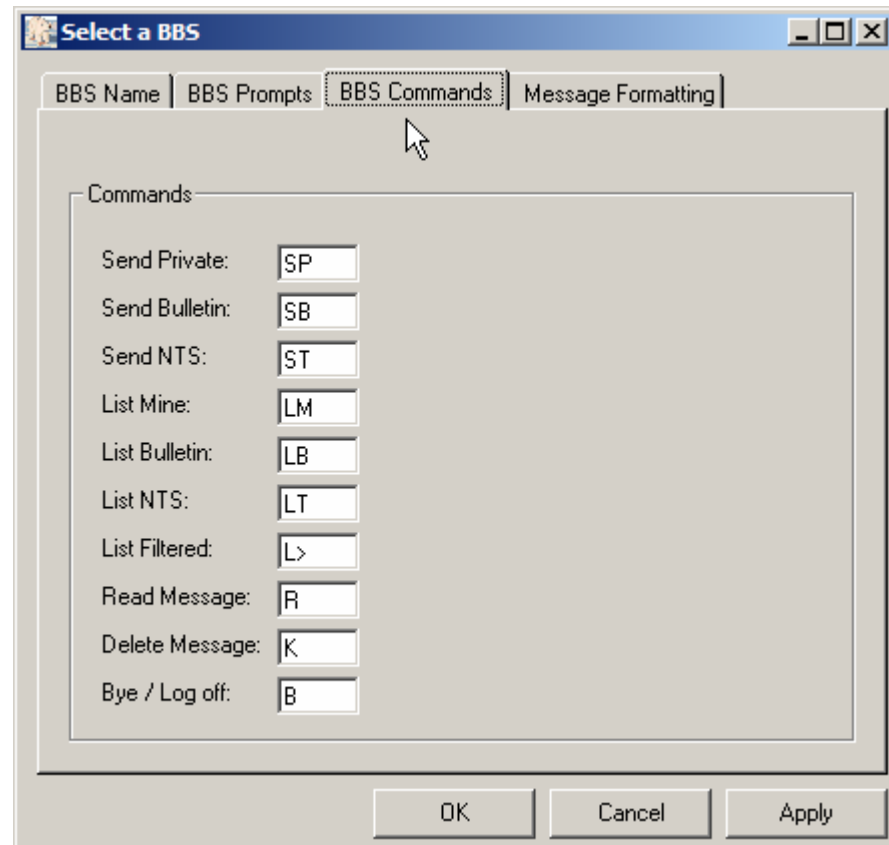 Select a BBS
BBS Name BBS Prompts BBS Commands Message Formatting
Commands
Send Private: SP
Send Bulletin: SB
Send NTS: ST
List Mine: LM
List Bulletin: LB
List NTS: LT
List Filtered: L>
Read Message: R
Delete Message: K
Bye / Log off: B
OK Cancel Apply